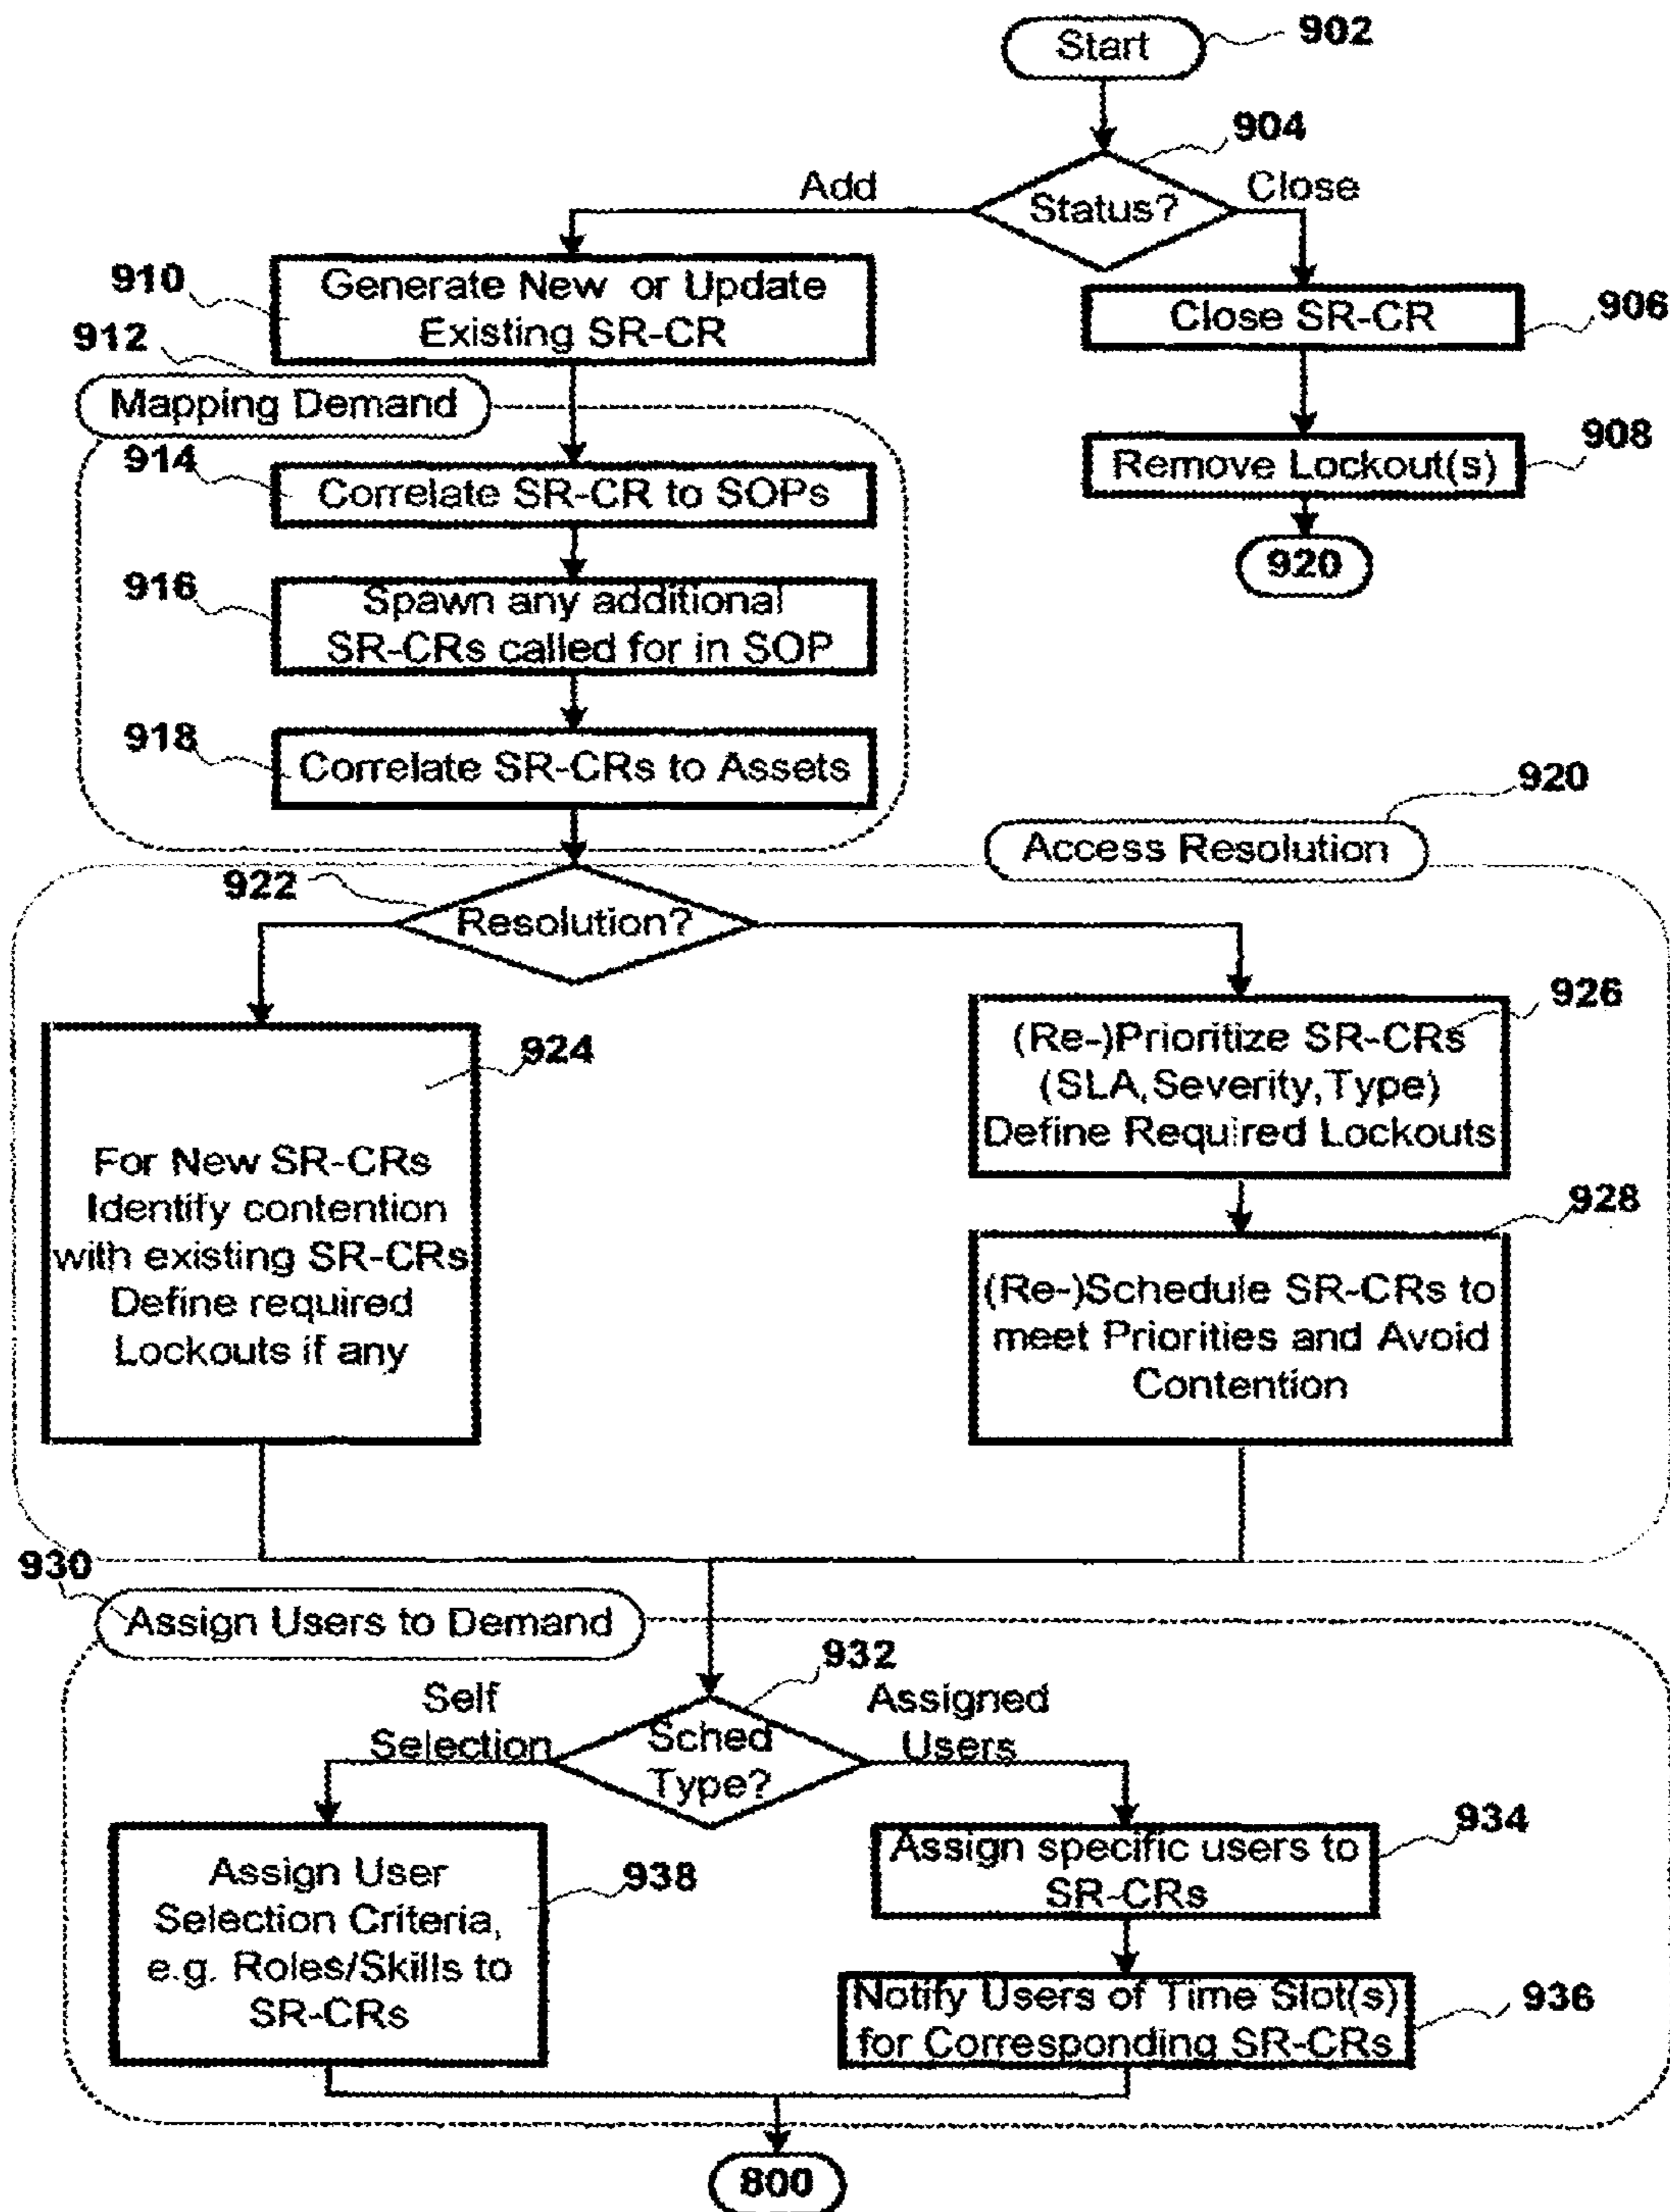 Start
902
904
Add
Status?
Close
910
Generate New or Update
Existing SR-CR
Close SR-CR
906
912
Mapping Demand
Remove Lockout(s)
908
914
Correlate SR-CR to SOPs
920
916
Spawn any additional
SR-CRs called for in SOP
918
Correlate SR-CRs to Assets
920
Access Resolution
922
Resolution?
924
For New SR-CRs
Identify contention
with existing SR-CRs
Define required
Lockouts if any
926
(Re-)Prioritize SR-CRs
(SLA,Severity,Type)
Define Required Lockouts
928
(Re-)Schedule SR-CRs to
meet Priorities and Avoid
Contention
930
Assign Users to Demand
932
Self
Selection
Sched
Type?
Assigned
Users
934
Assign specific users to
SR-CRs
938
Assign User
Selection Criteria,
e.g. Roles/Skills to
SR-CRs
Notify Users of Time Slot(s)
for Corresponding SR-CRs
936
800